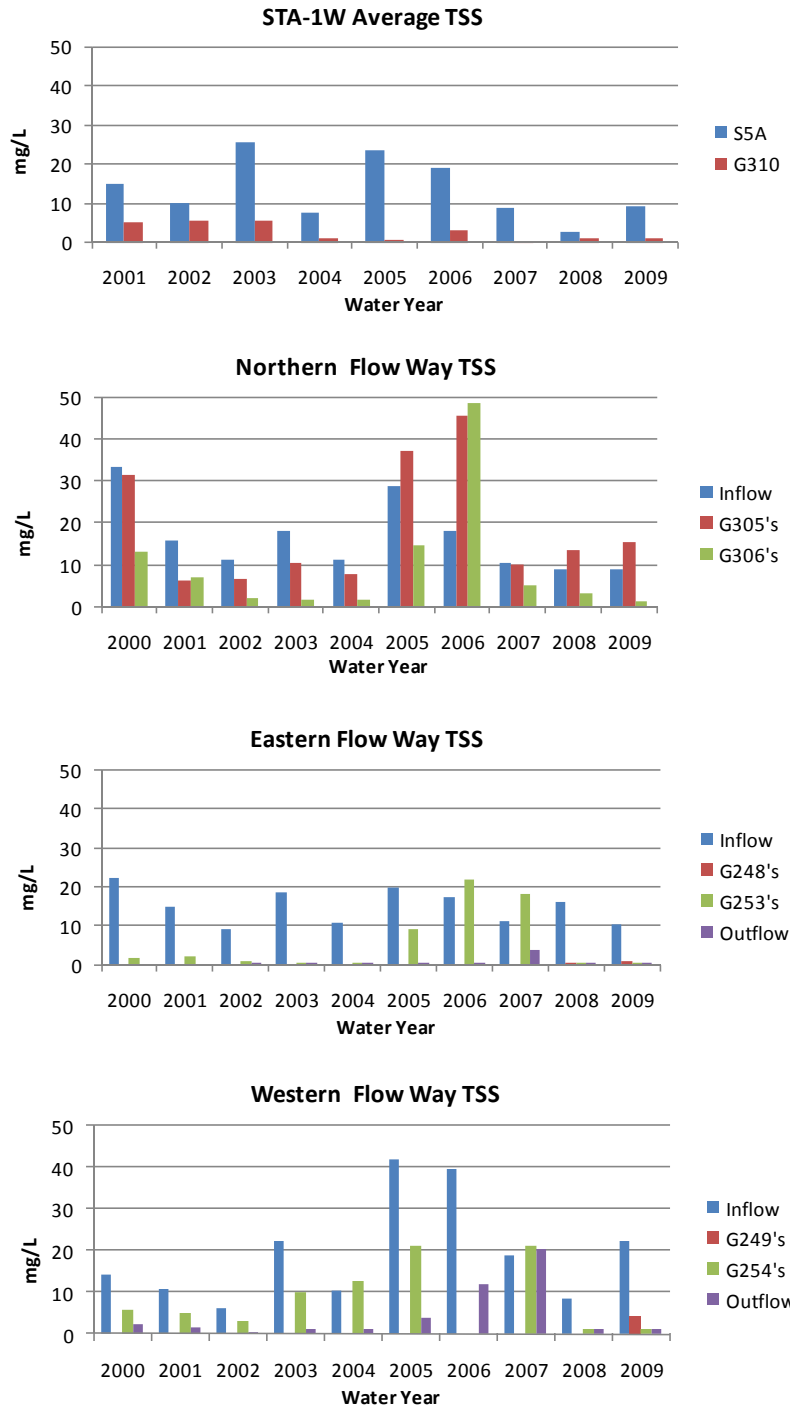 STA-1W Average TSS
50
40
30
20
10
0
mg/L
2001 2002 2003 2004 2005 2006 2007 2008 2009
Water Year
S5A
G310
Northern Flow Way TSS
50
40
30
20
10
0
mg/L
2000 2001 2002 2003 2004 2005 2006 2007 2008 2009
Water Year
Inflow
G305's
G306's
Eastern Flow Way TSS
50
40
30
20
10
0
mg/L
2000 2001 2002 2003 2004 2005 2006 2007 2008 2009
Water Year
Inflow
G248's
G253's
Outflow
Western Flow Way TSS
50
40
30
20
10
0
mg/L
2000 2001 2002 2003 2004 2005 2006 2007 2008 2009
Water Year
Inflow
G249's
G254's
Outflow